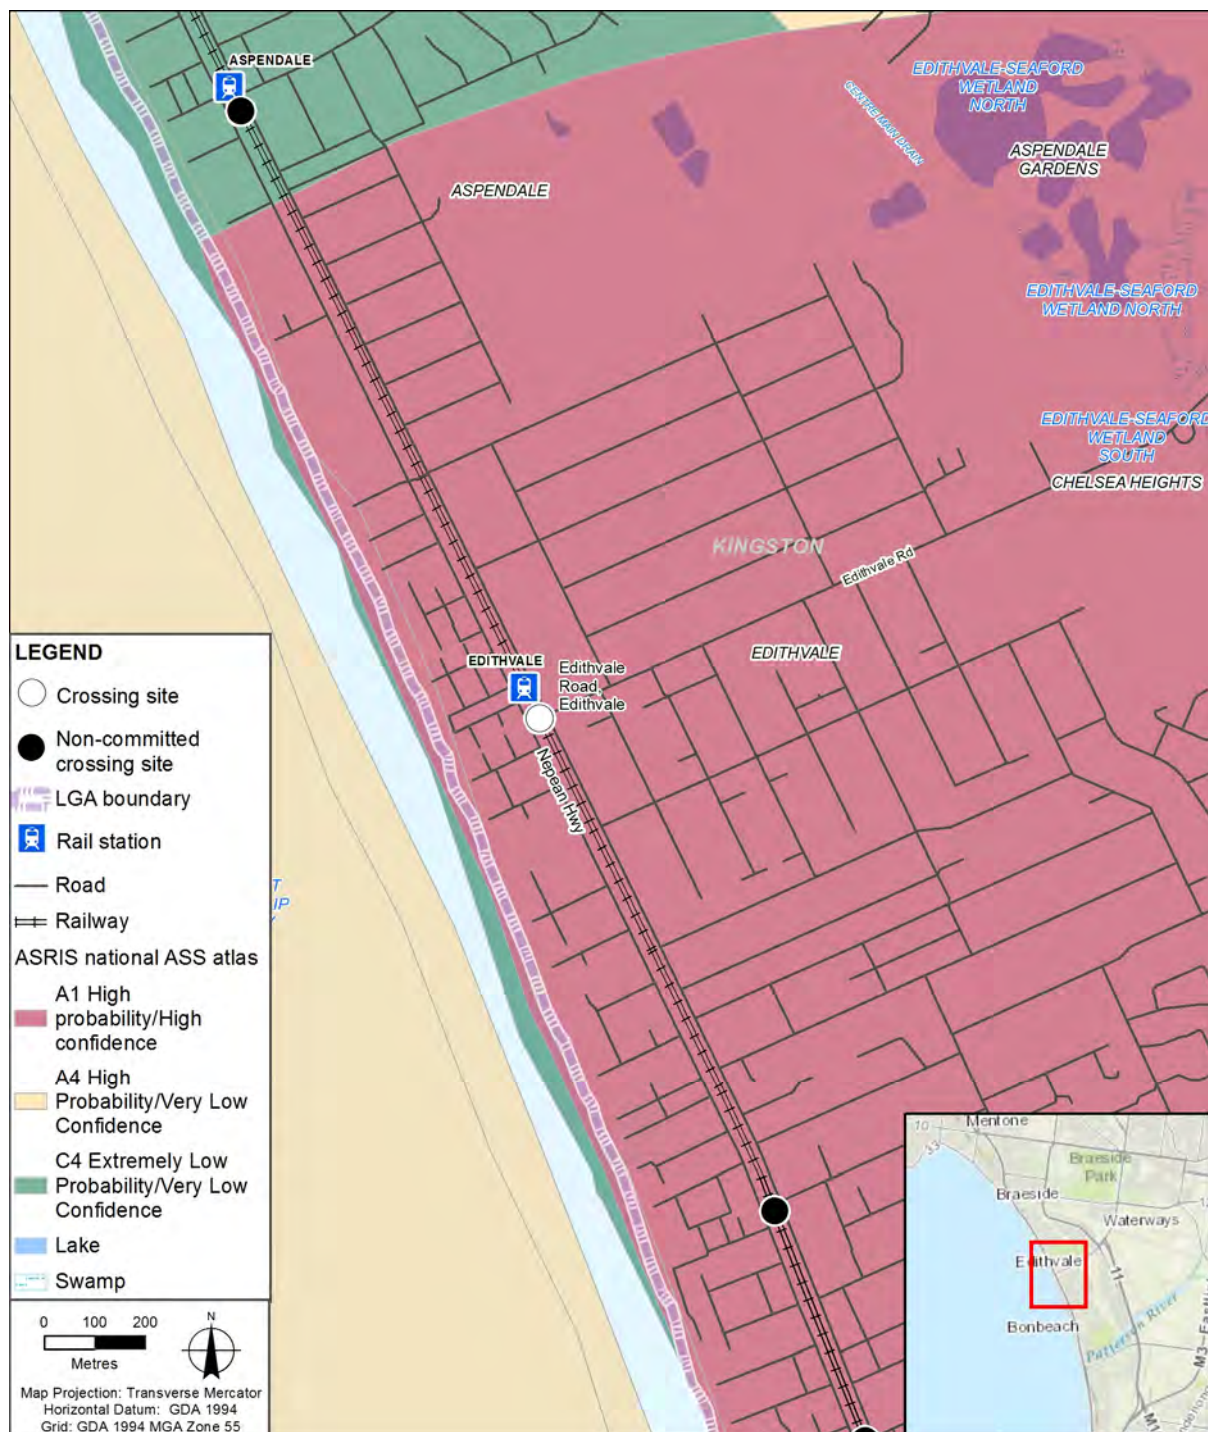 ASPENDALE
EDITHVALE-SEAFORD
WETLAND
NORTH
CENTRE MAIN DRAIN
ASPENDALE
GARDENS
ASPENDALE
EDITHVALE-SEAFORD
WETLAND NORTH
EDITHVALE-SEAFORD
WETLAND
SOUTH
CHELSEA HEIGHTS
KINGSTON
Edithvale Rd
EDITHVALE
EDITHVALE
Edithvale
Road,
Edithvale
Nepean Hwy
LEGEND
Crossing site
Non-committed
crossing site
LGA boundary
Rail station
Road
Railway
ASRIS national ASS atlas
A1 High
probability/High
confidence
A4 High
Probability/Very Low
Confidence
C4 Extremely Low
Probability/Very Low
Confidence
Lake
Swamp
T
IP
0 100 200
Metres
N
Map Projection: Transverse Mercator
Horizontal Datum: GDA 1994
Grid: GDA 1994 MGA Zone 55
10
Mentone
33
Braeside
Park
Braeside
Waterways
Edithvale
11
Bonbeach
Patterson River
M1